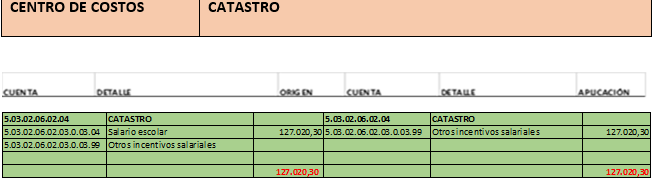 CENTRO DE COSTOS CATASTRO
CUENTA DETALLE ORIGEN CUENTA DETALLE APLICACIÓN
5.03.02.06.02.04 CATASTRO 5.03.02.06.02.04 CATASTRO
5.03.02.06.02.03.0.03.04 Salario escolar 127.020,30 5.03.02.06.02.03.0.03.99 Otros incentivos salariales 127.020,30
5.03.02.06.02.03.0.03.99 Otros incentivos salariales
127.020,30 127.020,30